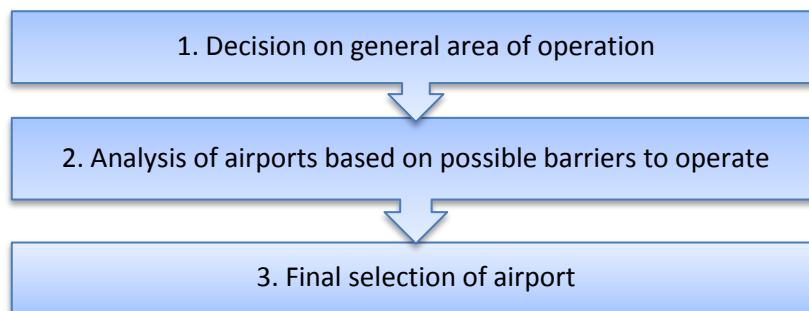 1. Decision on general area of operation
2. Analysis of airports based on possible barriers to operate
3. Final selection of airport